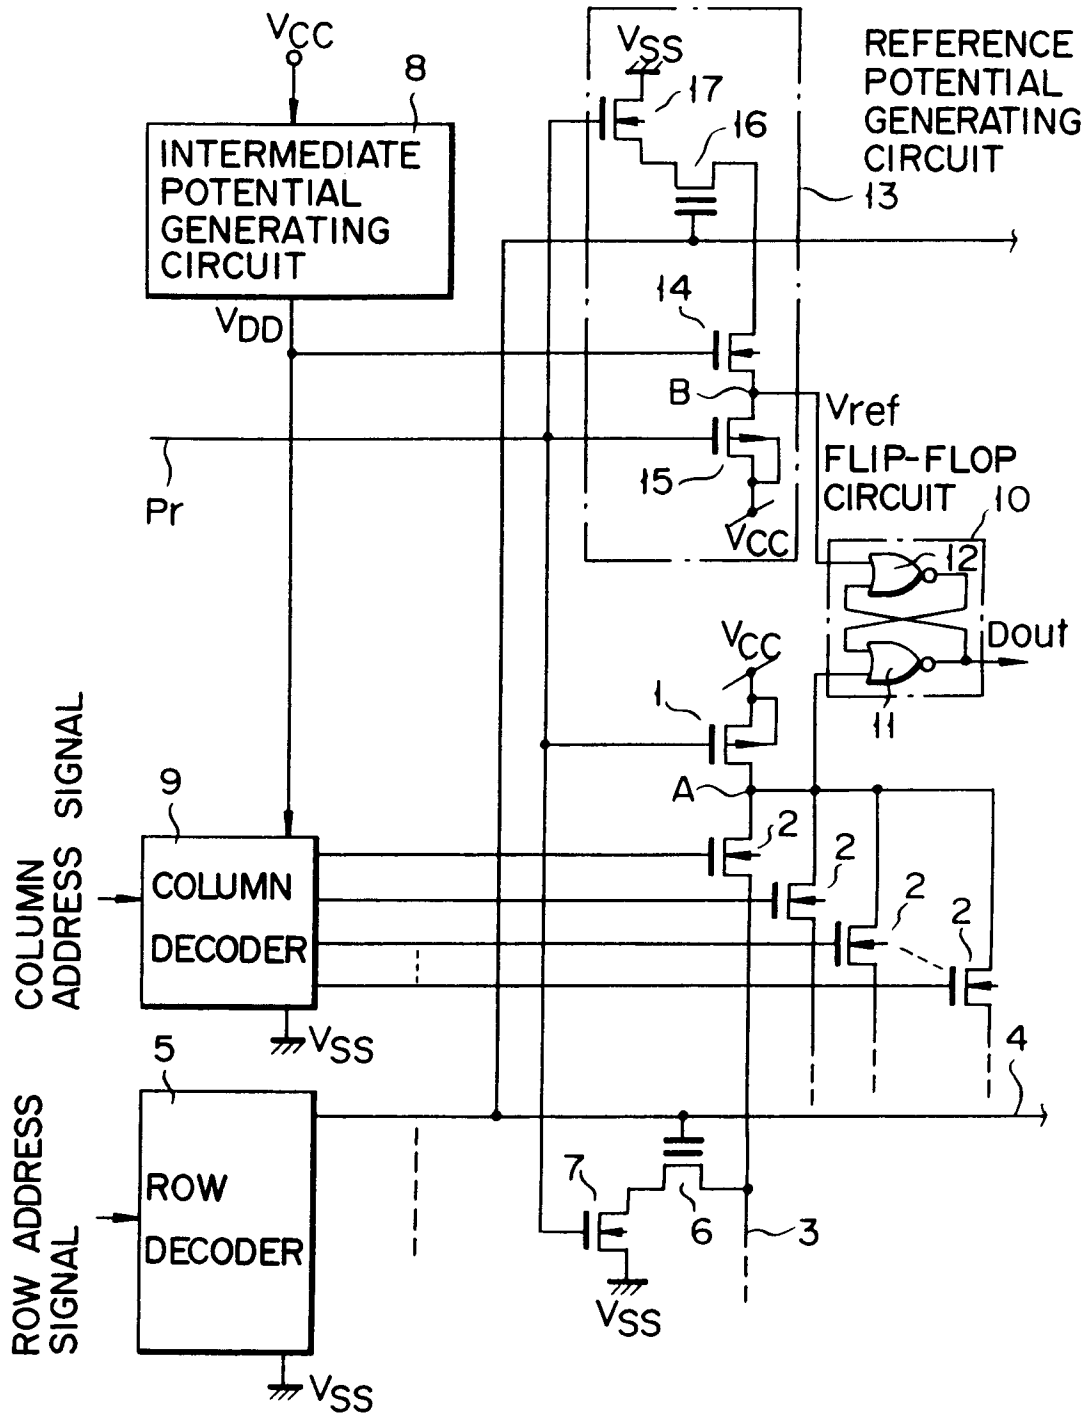 VCC
8
INTERMEDIATE
POTENTIAL
GENERATING
CIRCUIT
VDD
Pr
VSS
17
16
13
REFERENCE
POTENTIAL
GENERATING
CIRCUIT
14
B
Vref
15
VCC
FLIP-FLOP
CIRCUIT
10
12
Dout
11
VCC
1
A
2
2
2
2
COLUMN
ADDRESS SIGNAL
9
COLUMN
DECODER
VSS
5
4
ROW ADDRESS
SIGNAL
ROW
DECODER
VSS
7
6
3
VSS